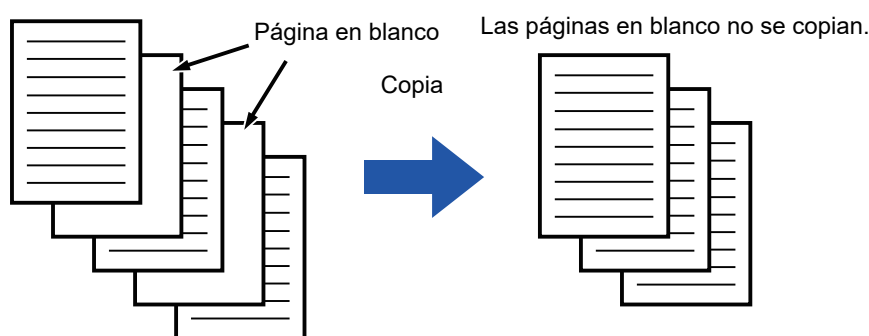 Página en blanco
Las páginas en blanco no se copian.
Copia